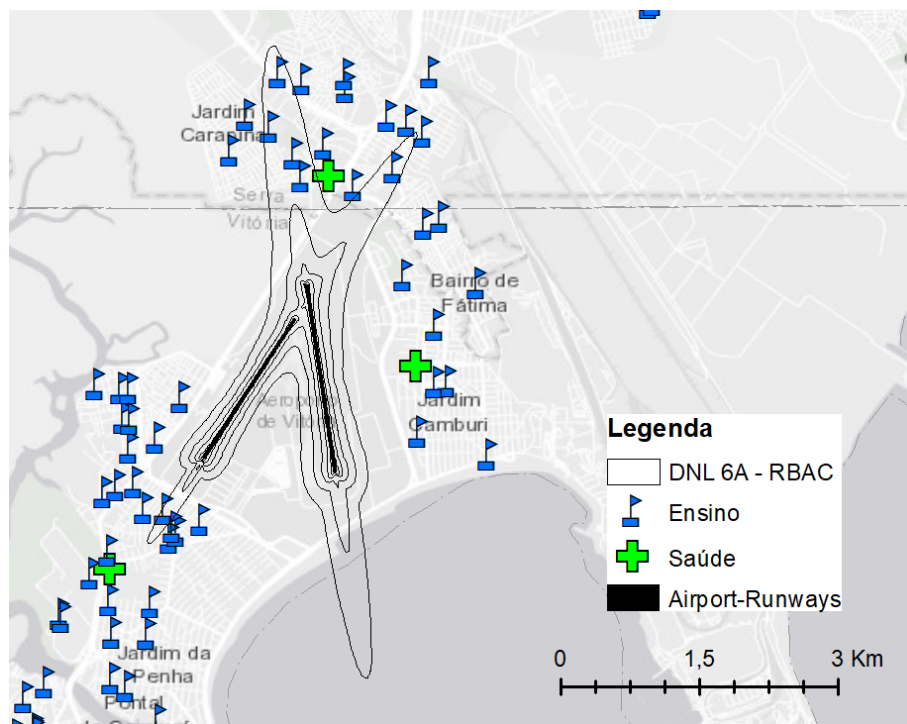 Jardim
Carapina
Serra
Vitória
Bairro de
Fátima
Aeroporto
de Vitória
Jardim
Camburi
Legenda
DNL 6A - RBAC
Ensino
Saúde
Airport-Runways
Jardim da
Penha
Pontal
0
1,5
3 Km